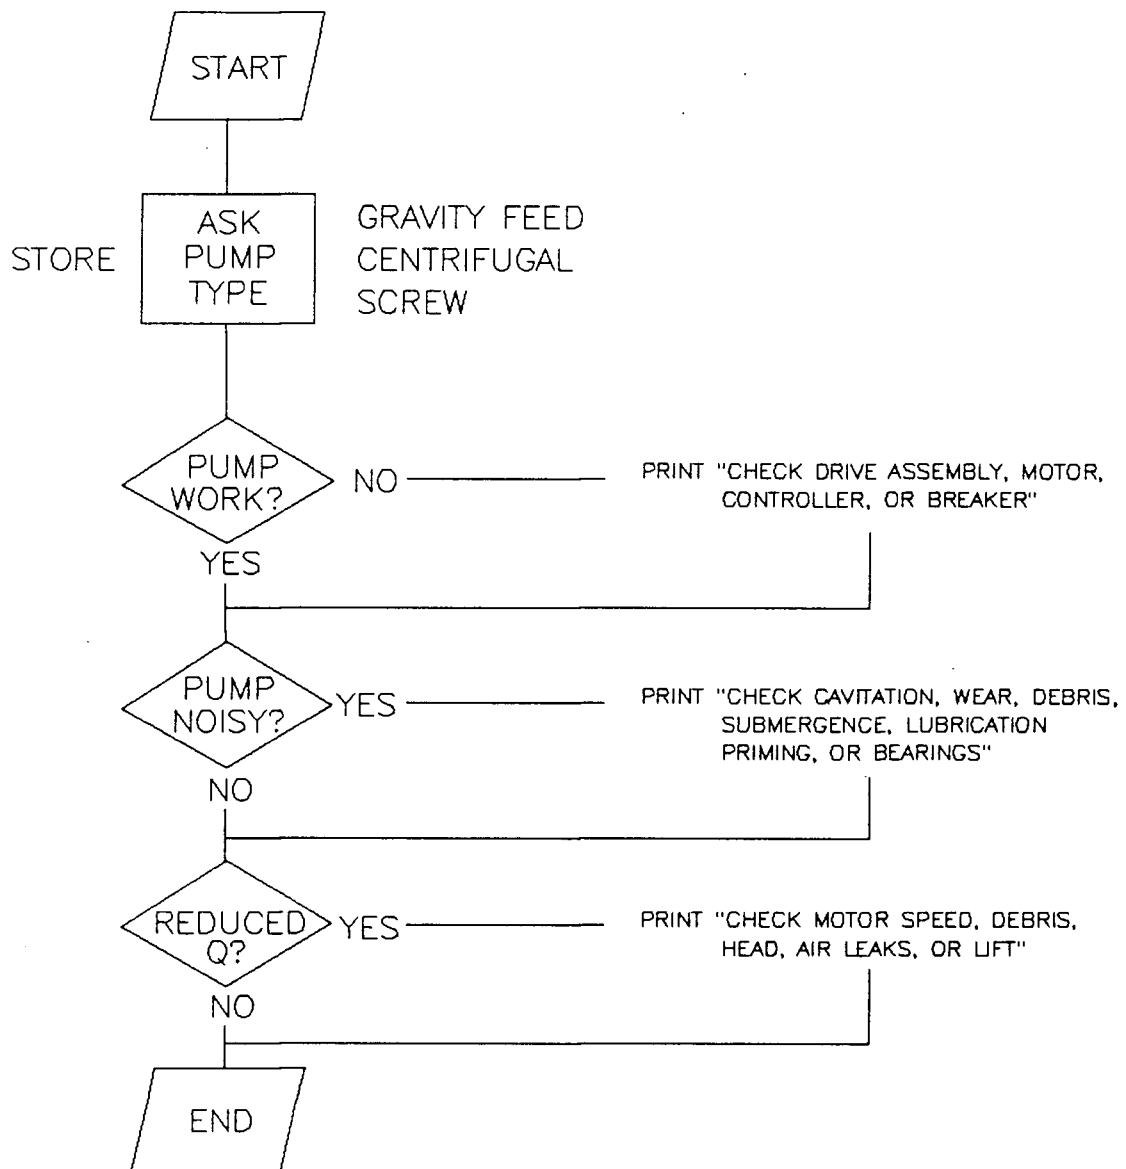 START
STORE
ASK
PUMP
TYPE
GRAVITY FEED
CENTRIFUGAL
SCREW
PUMP
WORK?
NO
PRINT "CHECK DRIVE ASSEMBLY, MOTOR,
CONTROLLER, OR BREAKER"
YES
PUMP
NOISY?
YES
PRINT "CHECK CAVITATION, WEAR, DEBRIS,
SUBMERGENCE, LUBRICATION
PRIMING, OR BEARINGS"
NO
REDUCED
Q?
YES
PRINT "CHECK MOTOR SPEED, DEBRIS,
HEAD, AIR LEAKS, OR LIFT"
NO
END